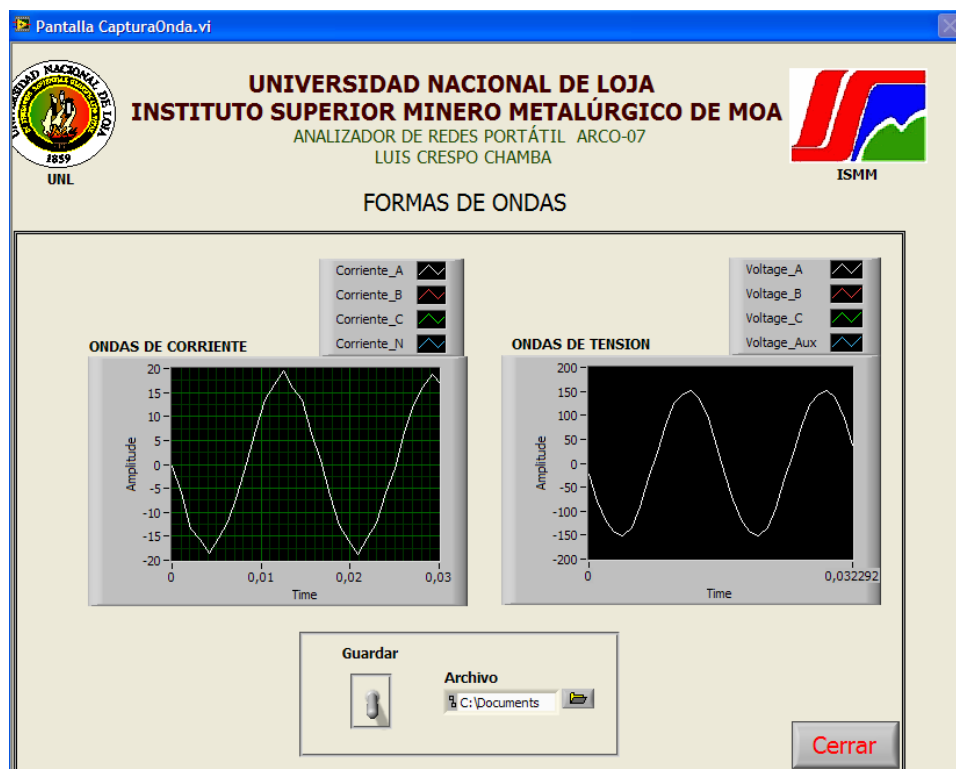 Pantalla CapturaOnda.vi
UNIVERSIDAD NACIONAL DE LOJA
INSTITUTO SUPERIOR MINERO METALÚRGICO DE MOA
ANALIZADOR DE REDES PORTÁTIL ARCO-07
LUIS CRESPO CHAMBA
UNIVERSIDAD NACIONAL DE LOJA
1859
UNL
ISMM
FORMAS DE ONDAS
Corriente_A
Corriente_B
Corriente_C
Corriente_N
ONDAS DE CORRIENTE
20
15
10
5
0
-5
-10
-15
-20
Amplitude
0
0,01
0,02
0,03
Time
Voltage_A
Voltage_B
Voltage_C
Voltage_Aux
ONDAS DE TENSION
200
150
100
50
0
-50
-100
-150
-200
Amplitude
0
0,032292
Time
Guardar
Archivo
C:\Documents
Cerrar